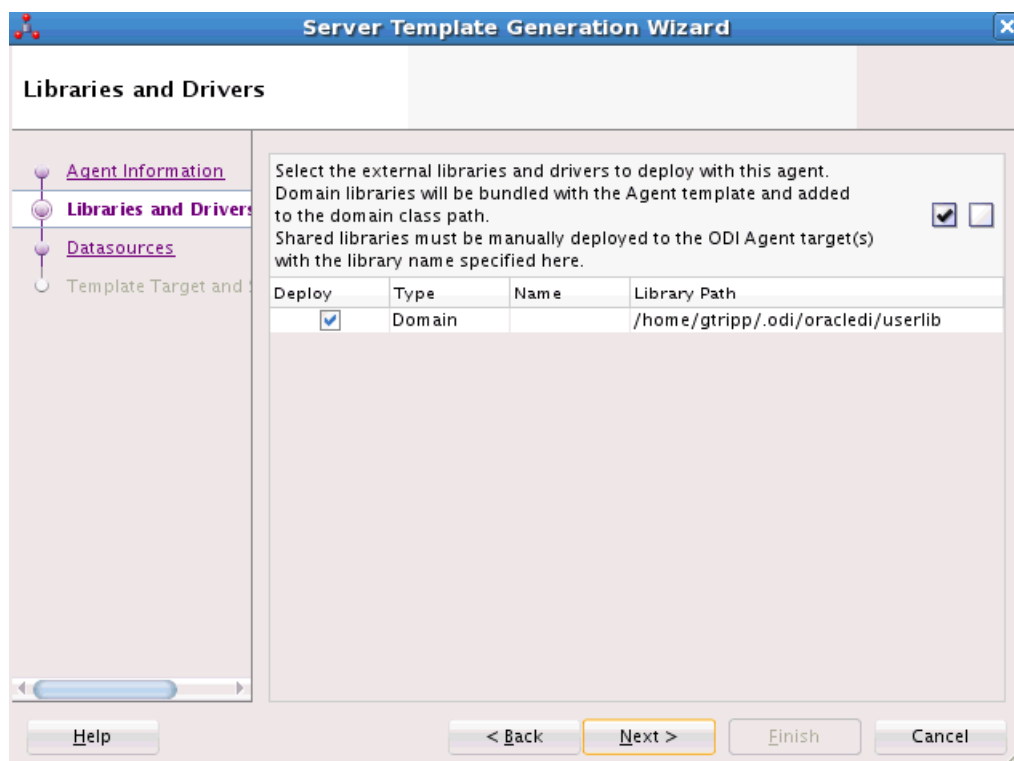 Server Template Generation Wizard
Libraries and Drivers
Agent Information
Libraries and Drivers
Datasources
Template Target and
Select the external libraries and drivers to deploy with this agent.
Domain libraries will be bundled with the Agent template and added
to the domain class path.
Shared libraries must be manually deployed to the ODI Agent target(s)
with the library name specified here.
Deploy Type Name Library Path
Domain /home/gtripp/.odi/oracledi/userlib
Help < Back Next > Finish Cancel